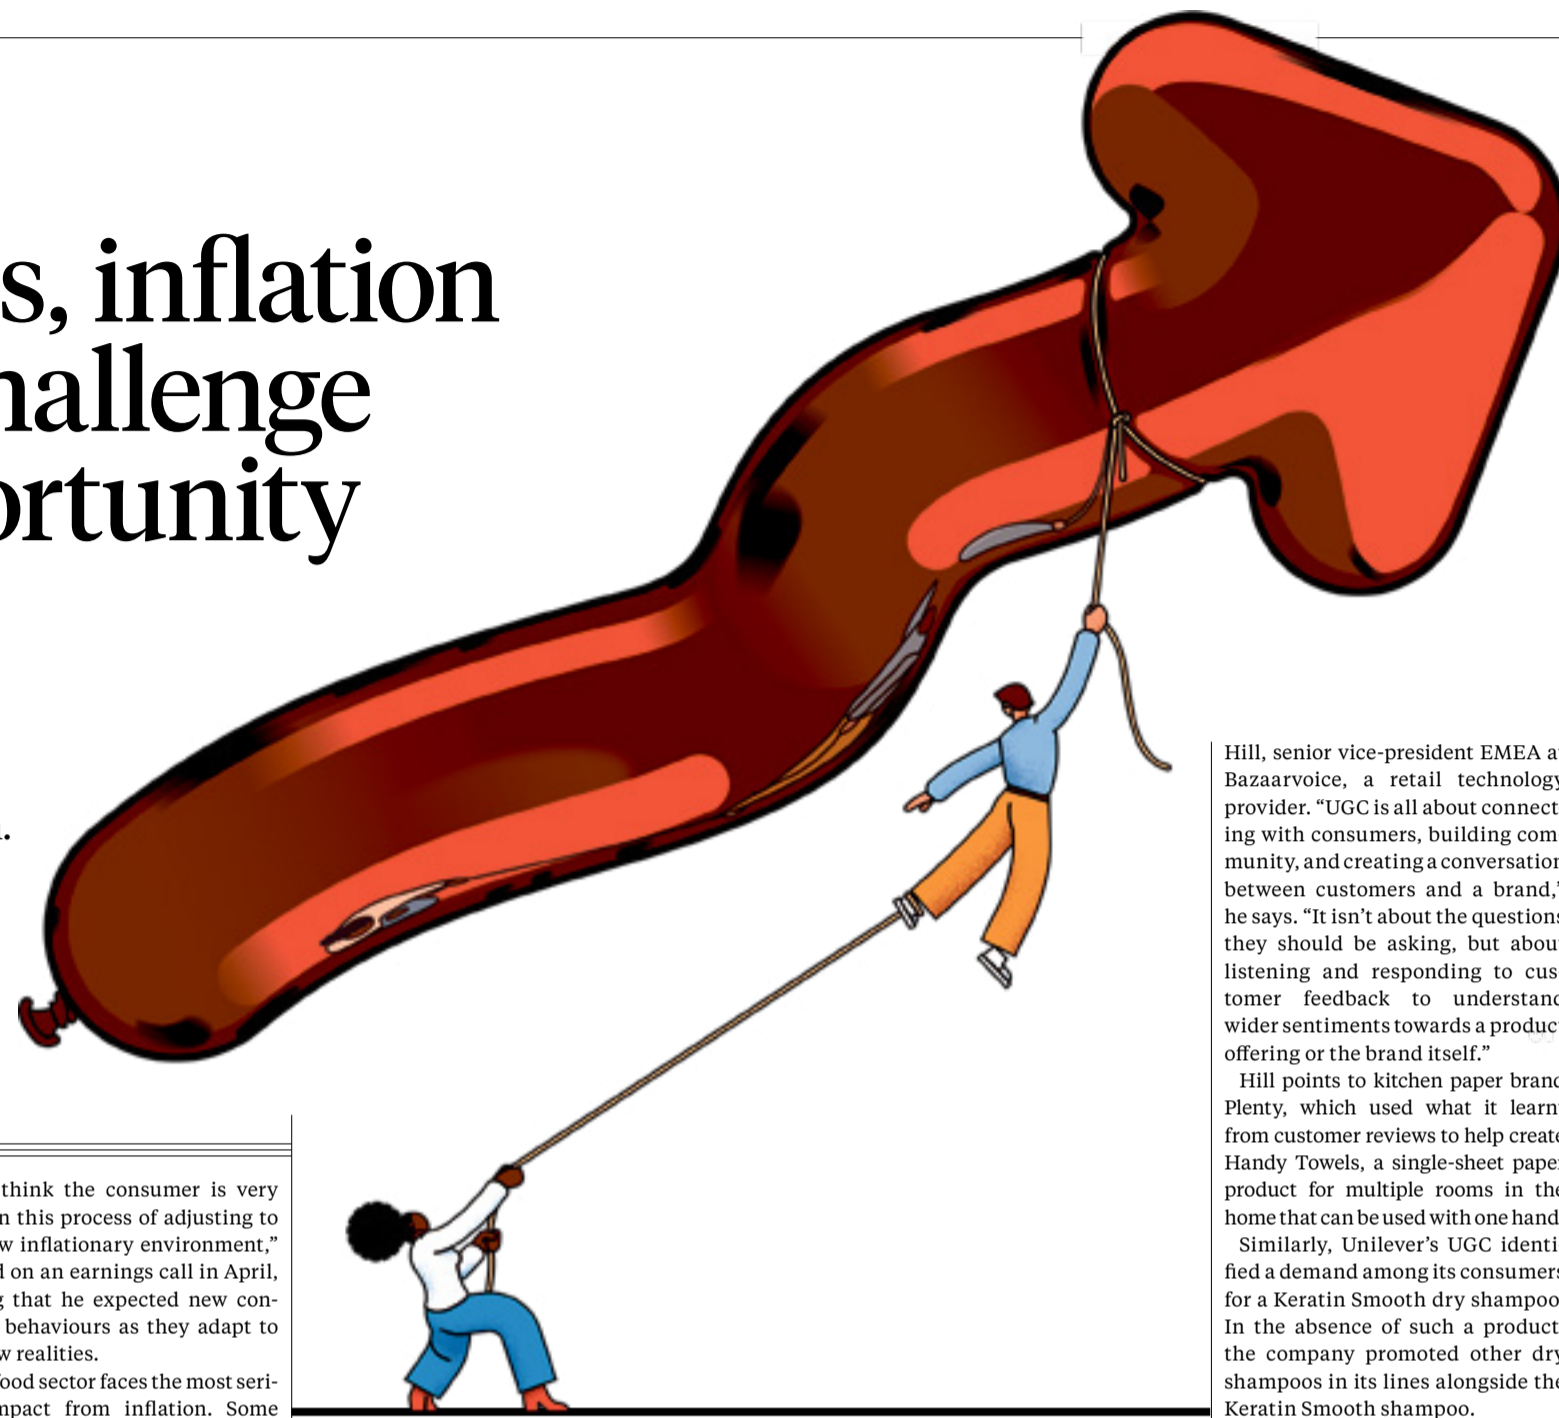 s, inflation
hallenge
ortunity
.
think the consumer is very
n this process of adjusting to
w inflationary environment,”
d on an earnings call in April,
g that he expected new con-
behaviours as they adapt to
w realities.
ood sector faces the most seri-
mpact from inflation. Some
Hill, senior vice-president EMEA at
Bazaarvoice, a retail technology
provider. “UGC is all about connect-
ing with consumers, building com-
munity, and creating a conversation
between customers and a brand,”
he says. “It isn’t about the questions
they should be asking, but about
listening and responding to cus-
tomer feedback to understand
wider sentiments towards a product
offering or the brand itself.”
Hill points to kitchen paper brand
Plenty, which used what it learnt
from customer reviews to help create
Handy Towels, a single-sheet paper
product for multiple rooms in the
home that can be used with one hand
Similarly, Unilever’s UGC identi-
fied a demand among its consumers
for a Keratin Smooth dry shampoo
In the absence of such a product
the company promoted other dry
shampoos in its lines alongside the
Keratin Smooth shampoo.